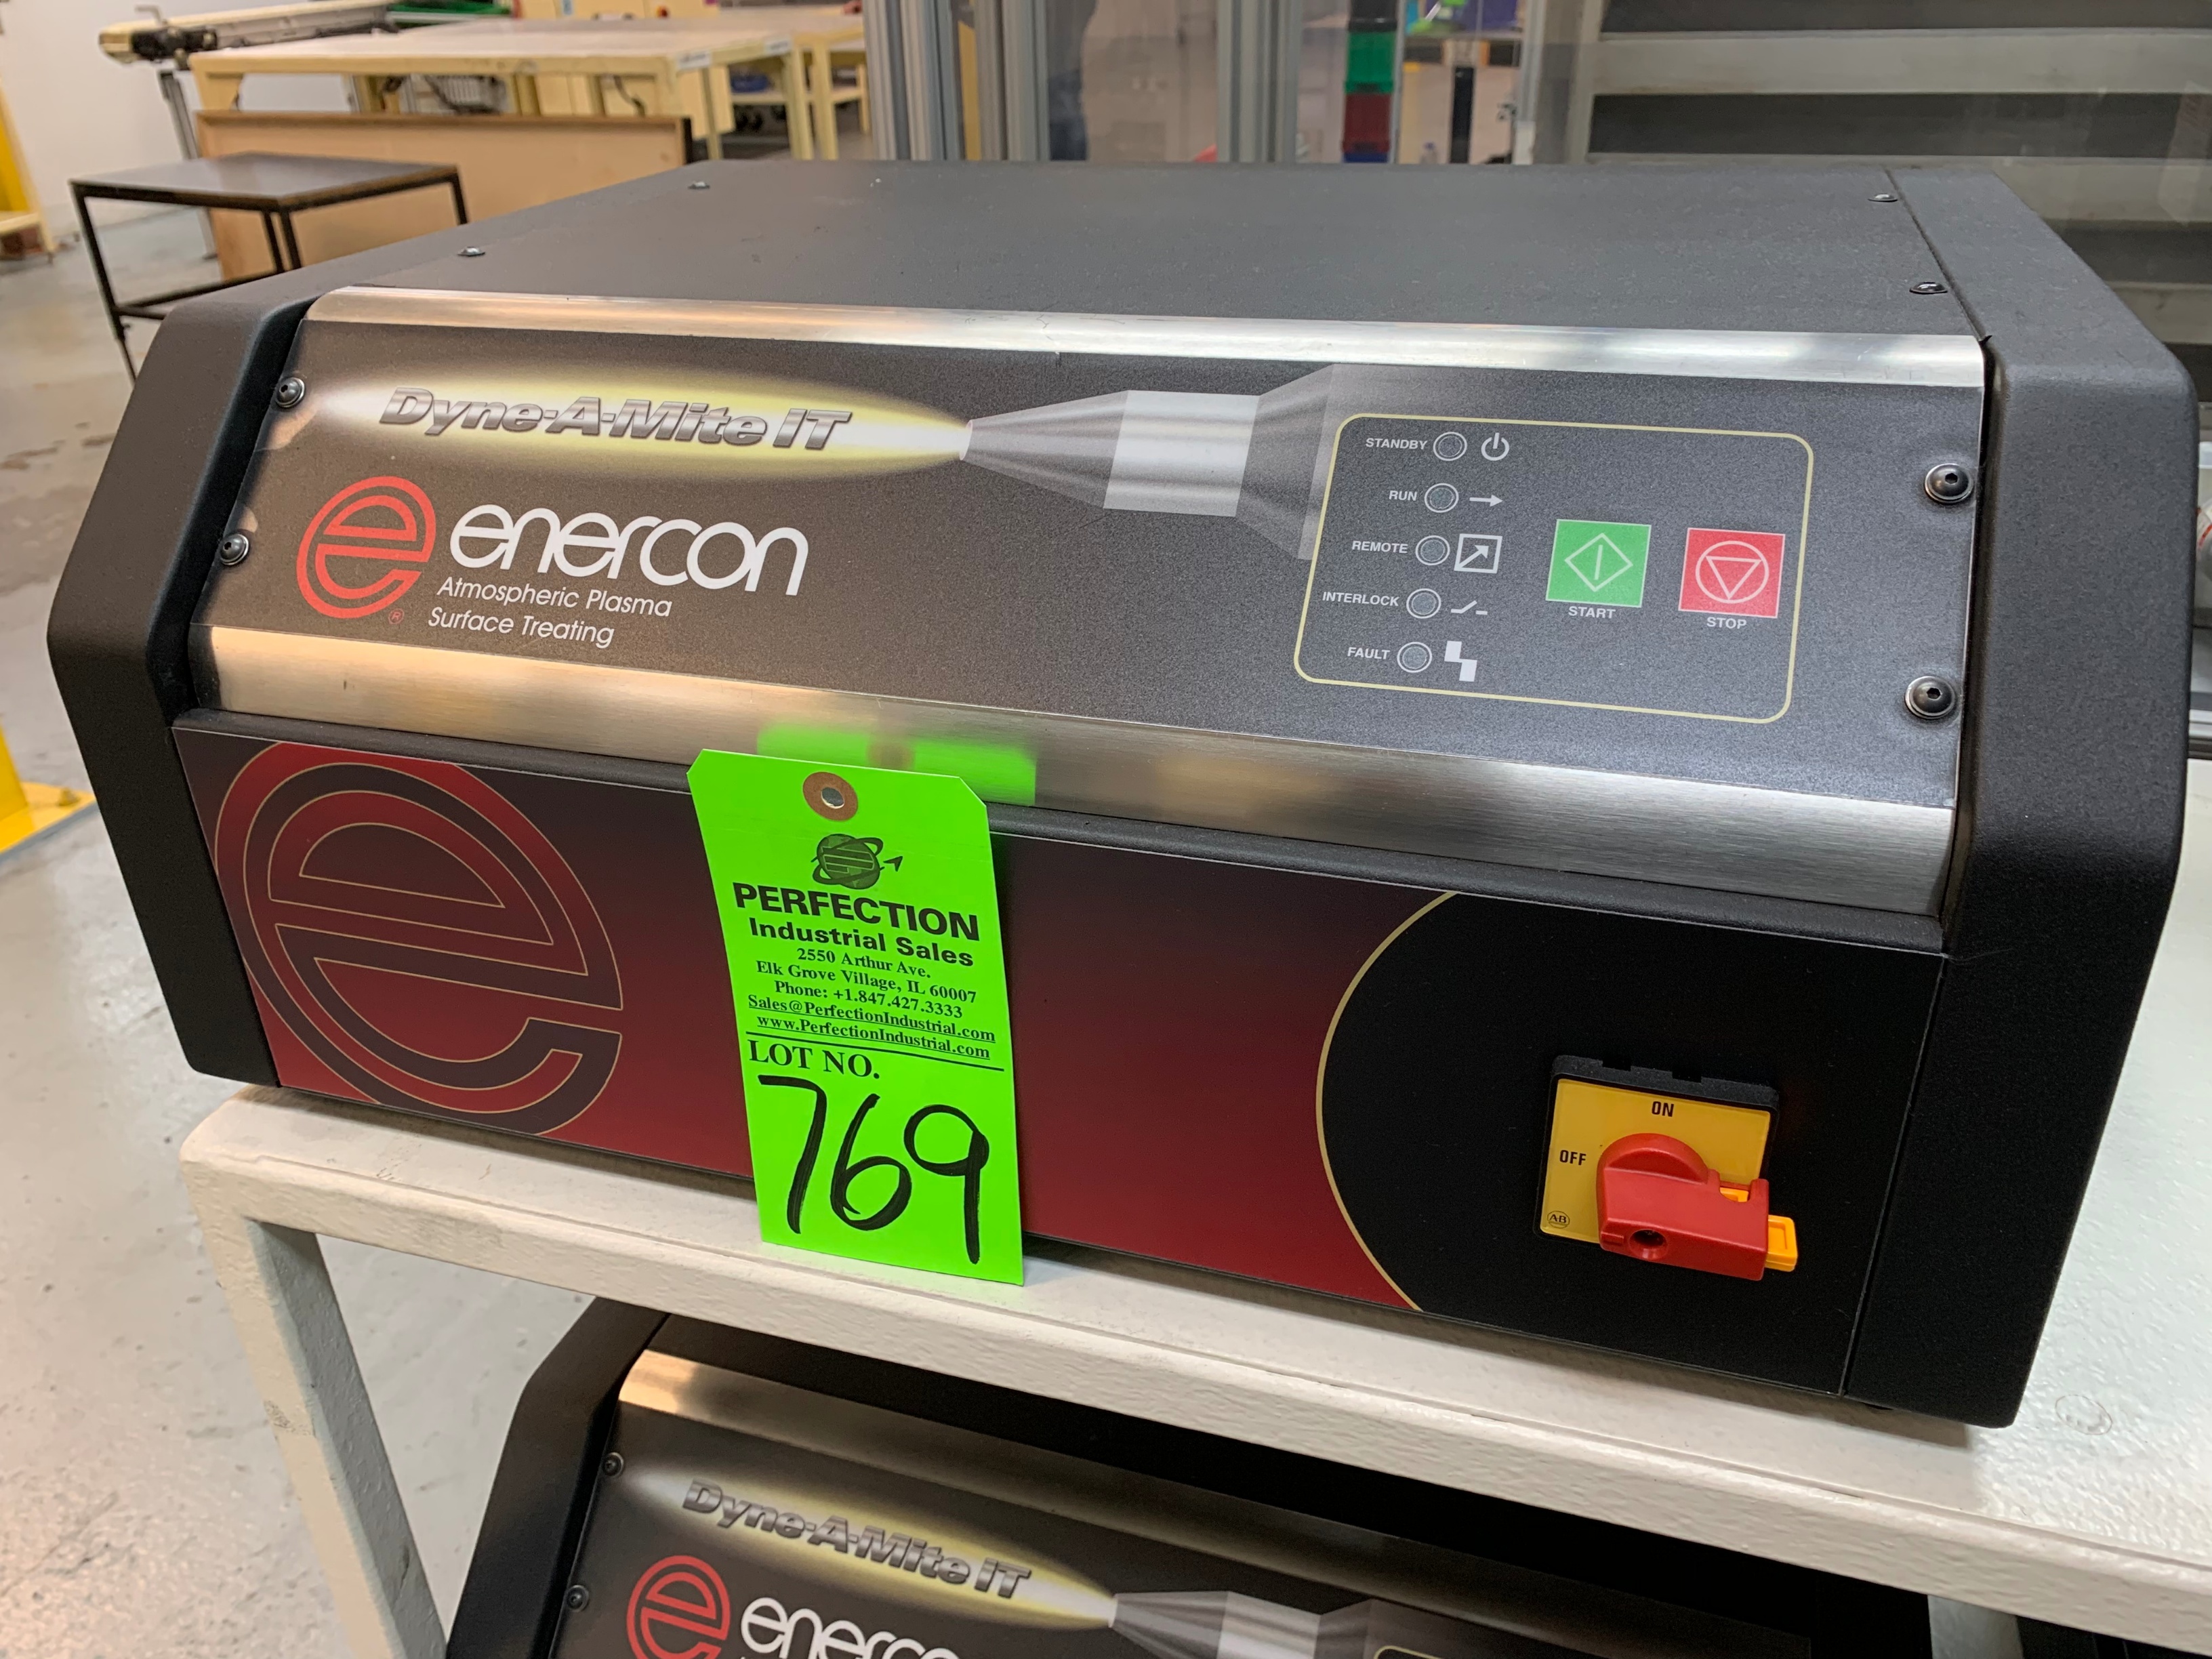 Dyne-A-Mite IT
e enercon
®
Atmospheric Plasma
Surface Treating
STANDBY
RUN
REMOTE
INTERLOCK
FAULT
START
STOP
e
PERFECTION
Industrial Sales
2550 Arthur Ave.
Elk Grove Village, IL 60007
Phone: +1.847.427.3333
Sales@PerfectionIndustrial.com
www.PerfectionIndustrial.com
LOT NO.
769
ON
OFF
AB
Dyne-A-Mite IT
e enerco